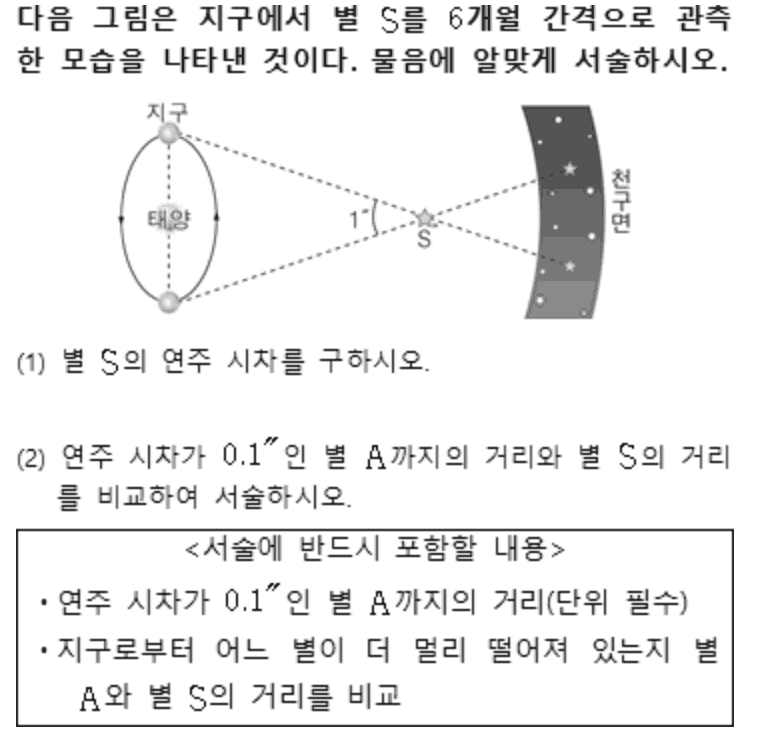 다음 그림은 지구에서 별 S를 6개월 간격으로 관측
한 모습을 나타낸 것이다. 물음에 알맞게 서술하시오.
지구
태양
1″
S
천구면
(1) 별 S의 연주 시차를 구하시오.
(2) 연주 시차가 0.1″인 별 A까지의 거리와 별 S의 거리
를 비교하여 서술하시오.
<서술에 반드시 포함할 내용>
・연주 시차가 0.1″인 별 A까지의 거리(단위 필수)
・지구로부터 어느 별이 더 멀리 떨어져 있는지 별
A와 별 S의 거리를 비교